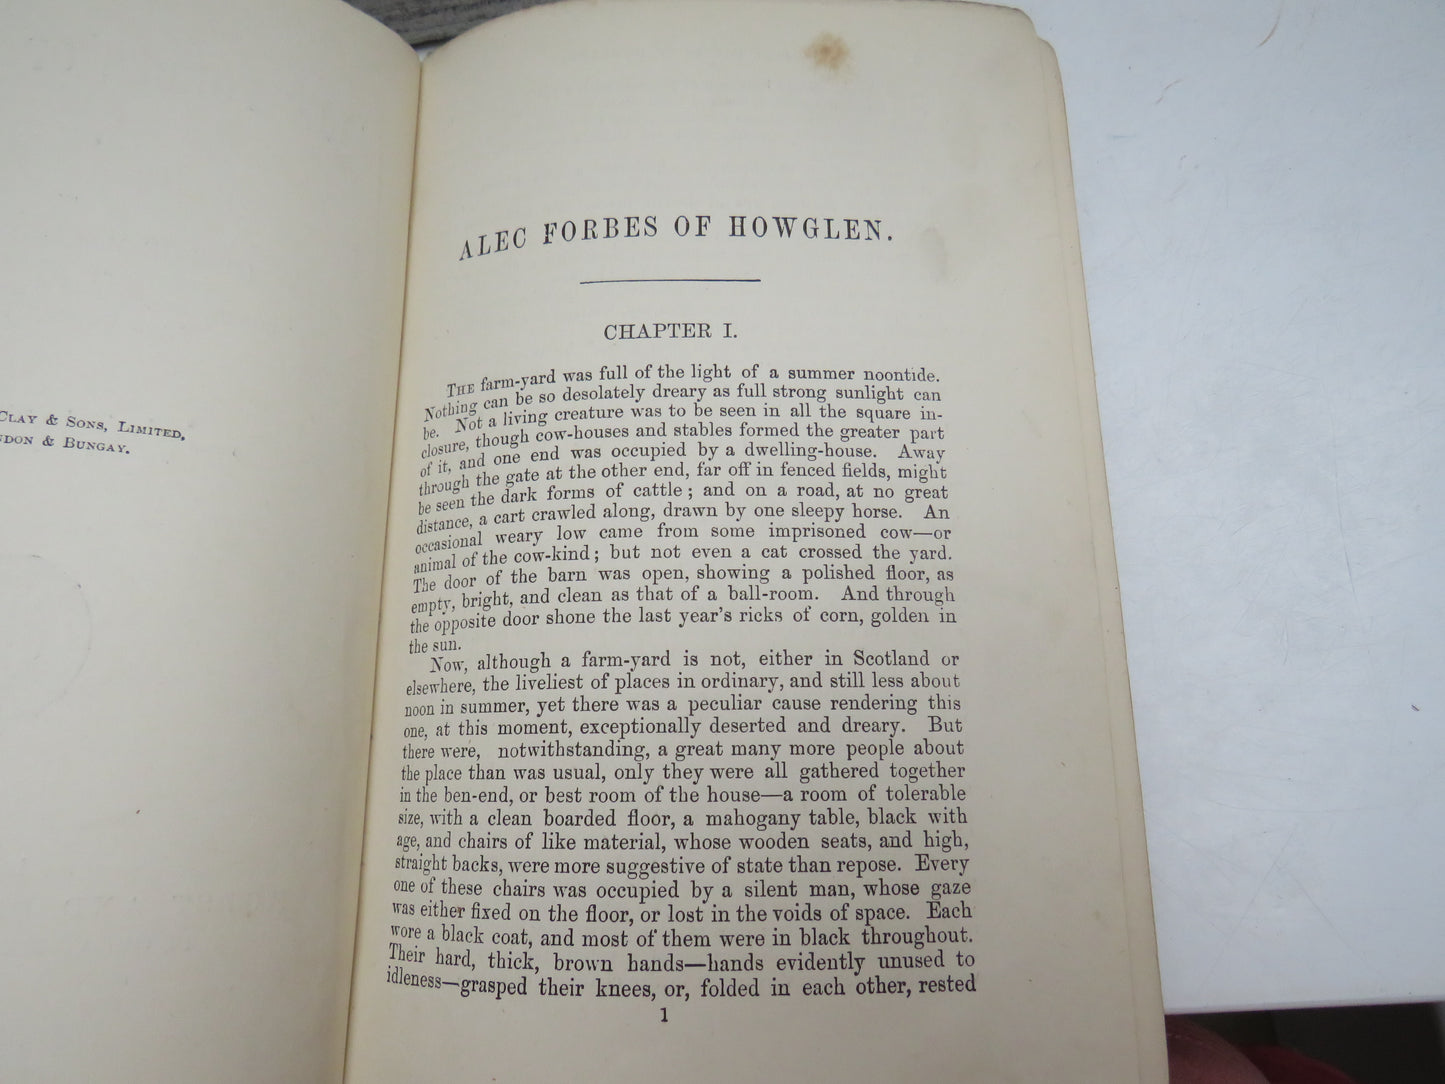 CLAY & SONS, LIMITED,
& BUNGAY.
ALEC FORBES OF HOWGLEN.
CHAPTER I.
THE farm-yard was full of the light of a summer noontide.
Nothing can be so desolately dreary as full strong sunlight can
be. Not a living creature was to be seen in all the square in-
closure, though cow-houses and stables formed the greater part
of it, and one end was occupied by a dwelling-house. Away
through the gate at the other end, far off in fenced fields, might
be seen the dark forms of cattle; and on a road, at no great
distance, a cart crawled along, drawn by one sleepy horse. An
occasional weary low came from some imprisoned cow—or
animal of the cow-kind; but not even a cat crossed the yard.
The door of the barn was open, showing a polished floor, as
empty, bright, and clean as that of a ball-room. And through
the opposite door shone the last year's ricks of corn, golden in
the sun.
Now, although a farm-yard is not, either in Scotland or
elsewhere, the liveliest of places in ordinary, and still less about
noon in summer, yet there was a peculiar cause rendering this
one, at this moment, exceptionally deserted and dreary. But
there were, notwithstanding, a great many more people about
the place than was usual, only they were all gathered together
in the ben-end, or best room of the house—a room of tolerable
size, with a clean boarded floor, a mahogany table, black with
age, and chairs of like material, whose wooden seats, and high,
straight backs, were more suggestive of state than repose. Every
one of these chairs was occupied by a silent man, whose gaze
was either fixed on the floor, or lost in the voids of space. Each
wore a black coat, and most of them were in black throughout.
Their hard, thick, brown hands—hands evidently unused to
idleness—grasped their knees, or, folded in each other, rested
1